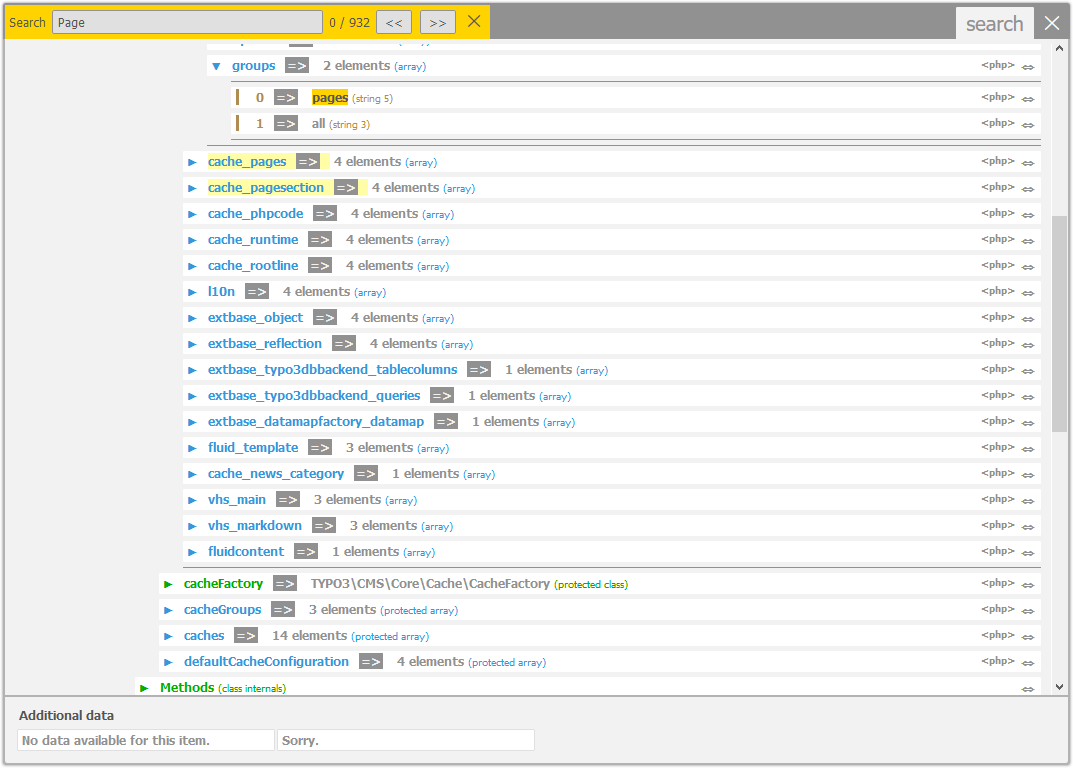 Search Page 0 / 932 << >> search
groups => 2 elements (array) <php>
0 => pages (string 5) <php>
1 => all (string 3) <php>
cache_pages => 4 elements (array) <php>
cache_pagesection => 4 elements (array) <php>
cache_phpcode => 4 elements (array) <php>
cache_runtime => 4 elements (array) <php>
cache_rootline => 4 elements (array) <php>
l10n => 4 elements (array) <php>
extbase_object => 4 elements (array) <php>
extbase_reflection => 4 elements (array) <php>
extbase_typo3dbbackend_tablecolumns => 1 elements (array) <php>
extbase_typo3dbbackend_queries => 1 elements (array) <php>
extbase_datamapfactory_datamap => 1 elements (array) <php>
fluid_template => 3 elements (array) <php>
cache_news_category => 1 elements (array) <php>
vhs_main => 3 elements (array) <php>
vhs_markdown => 3 elements (array) <php>
fluidcontent => 1 elements (array) <php>
cacheFactory => TYPO3\CMS\Core\Cache\CacheFactory (protected class) <php>
cacheGroups => 3 elements (protected array) <php>
caches => 14 elements (protected array) <php>
defaultCacheConfiguration => 4 elements (protected array) <php>
Methods (class internals)
Additional data
No data available for this item. Sorry.